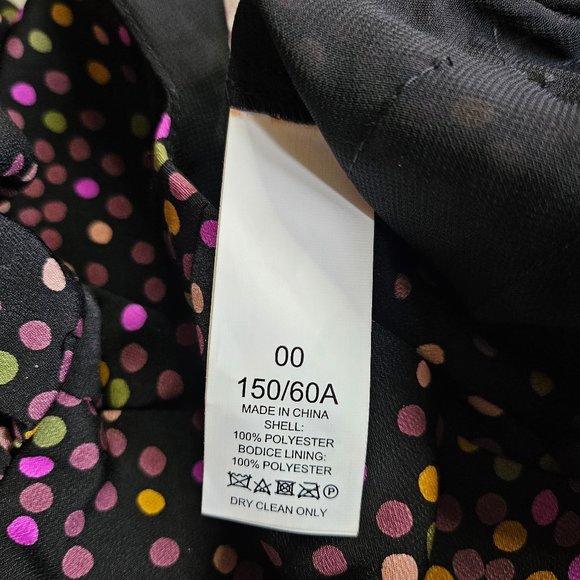 00
150/60A
MADE IN CHINA
SHELL:
100% POLYESTER
BODICE LINING:
100% POLYESTER
P
DRY CLEAN ONLY